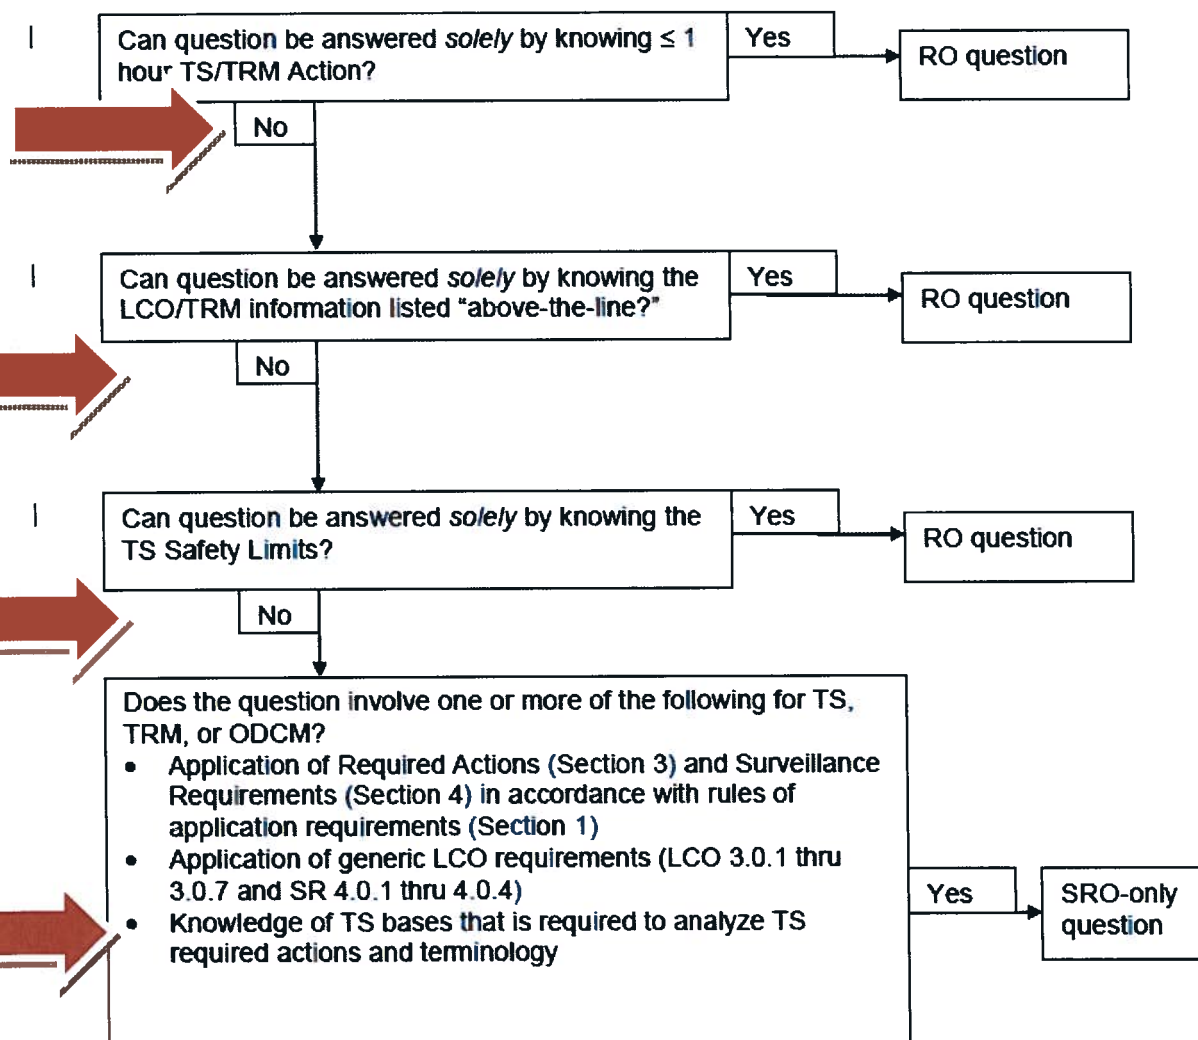 Can question be answered solely by knowing ≤ 1
hour TS/TRM Action?
Yes
RO question
No
Can question be answered solely by knowing the
LCO/TRM information listed “above-the-line?”
Yes
RO question
No
Can question be answered solely by knowing the
TS Safety Limits?
Yes
RO question
No
Does the question involve one or more of the following for TS,
TRM, or ODCM?
• Application of Required Actions (Section 3) and Surveillance
Requirements (Section 4) in accordance with rules of
application requirements (Section 1)
• Application of generic LCO requirements (LCO 3.0.1 thru
3.0.7 and SR 4.0.1 thru 4.0.4)
• Knowledge of TS bases that is required to analyze TS
required actions and terminology
Yes
SRO-only
question